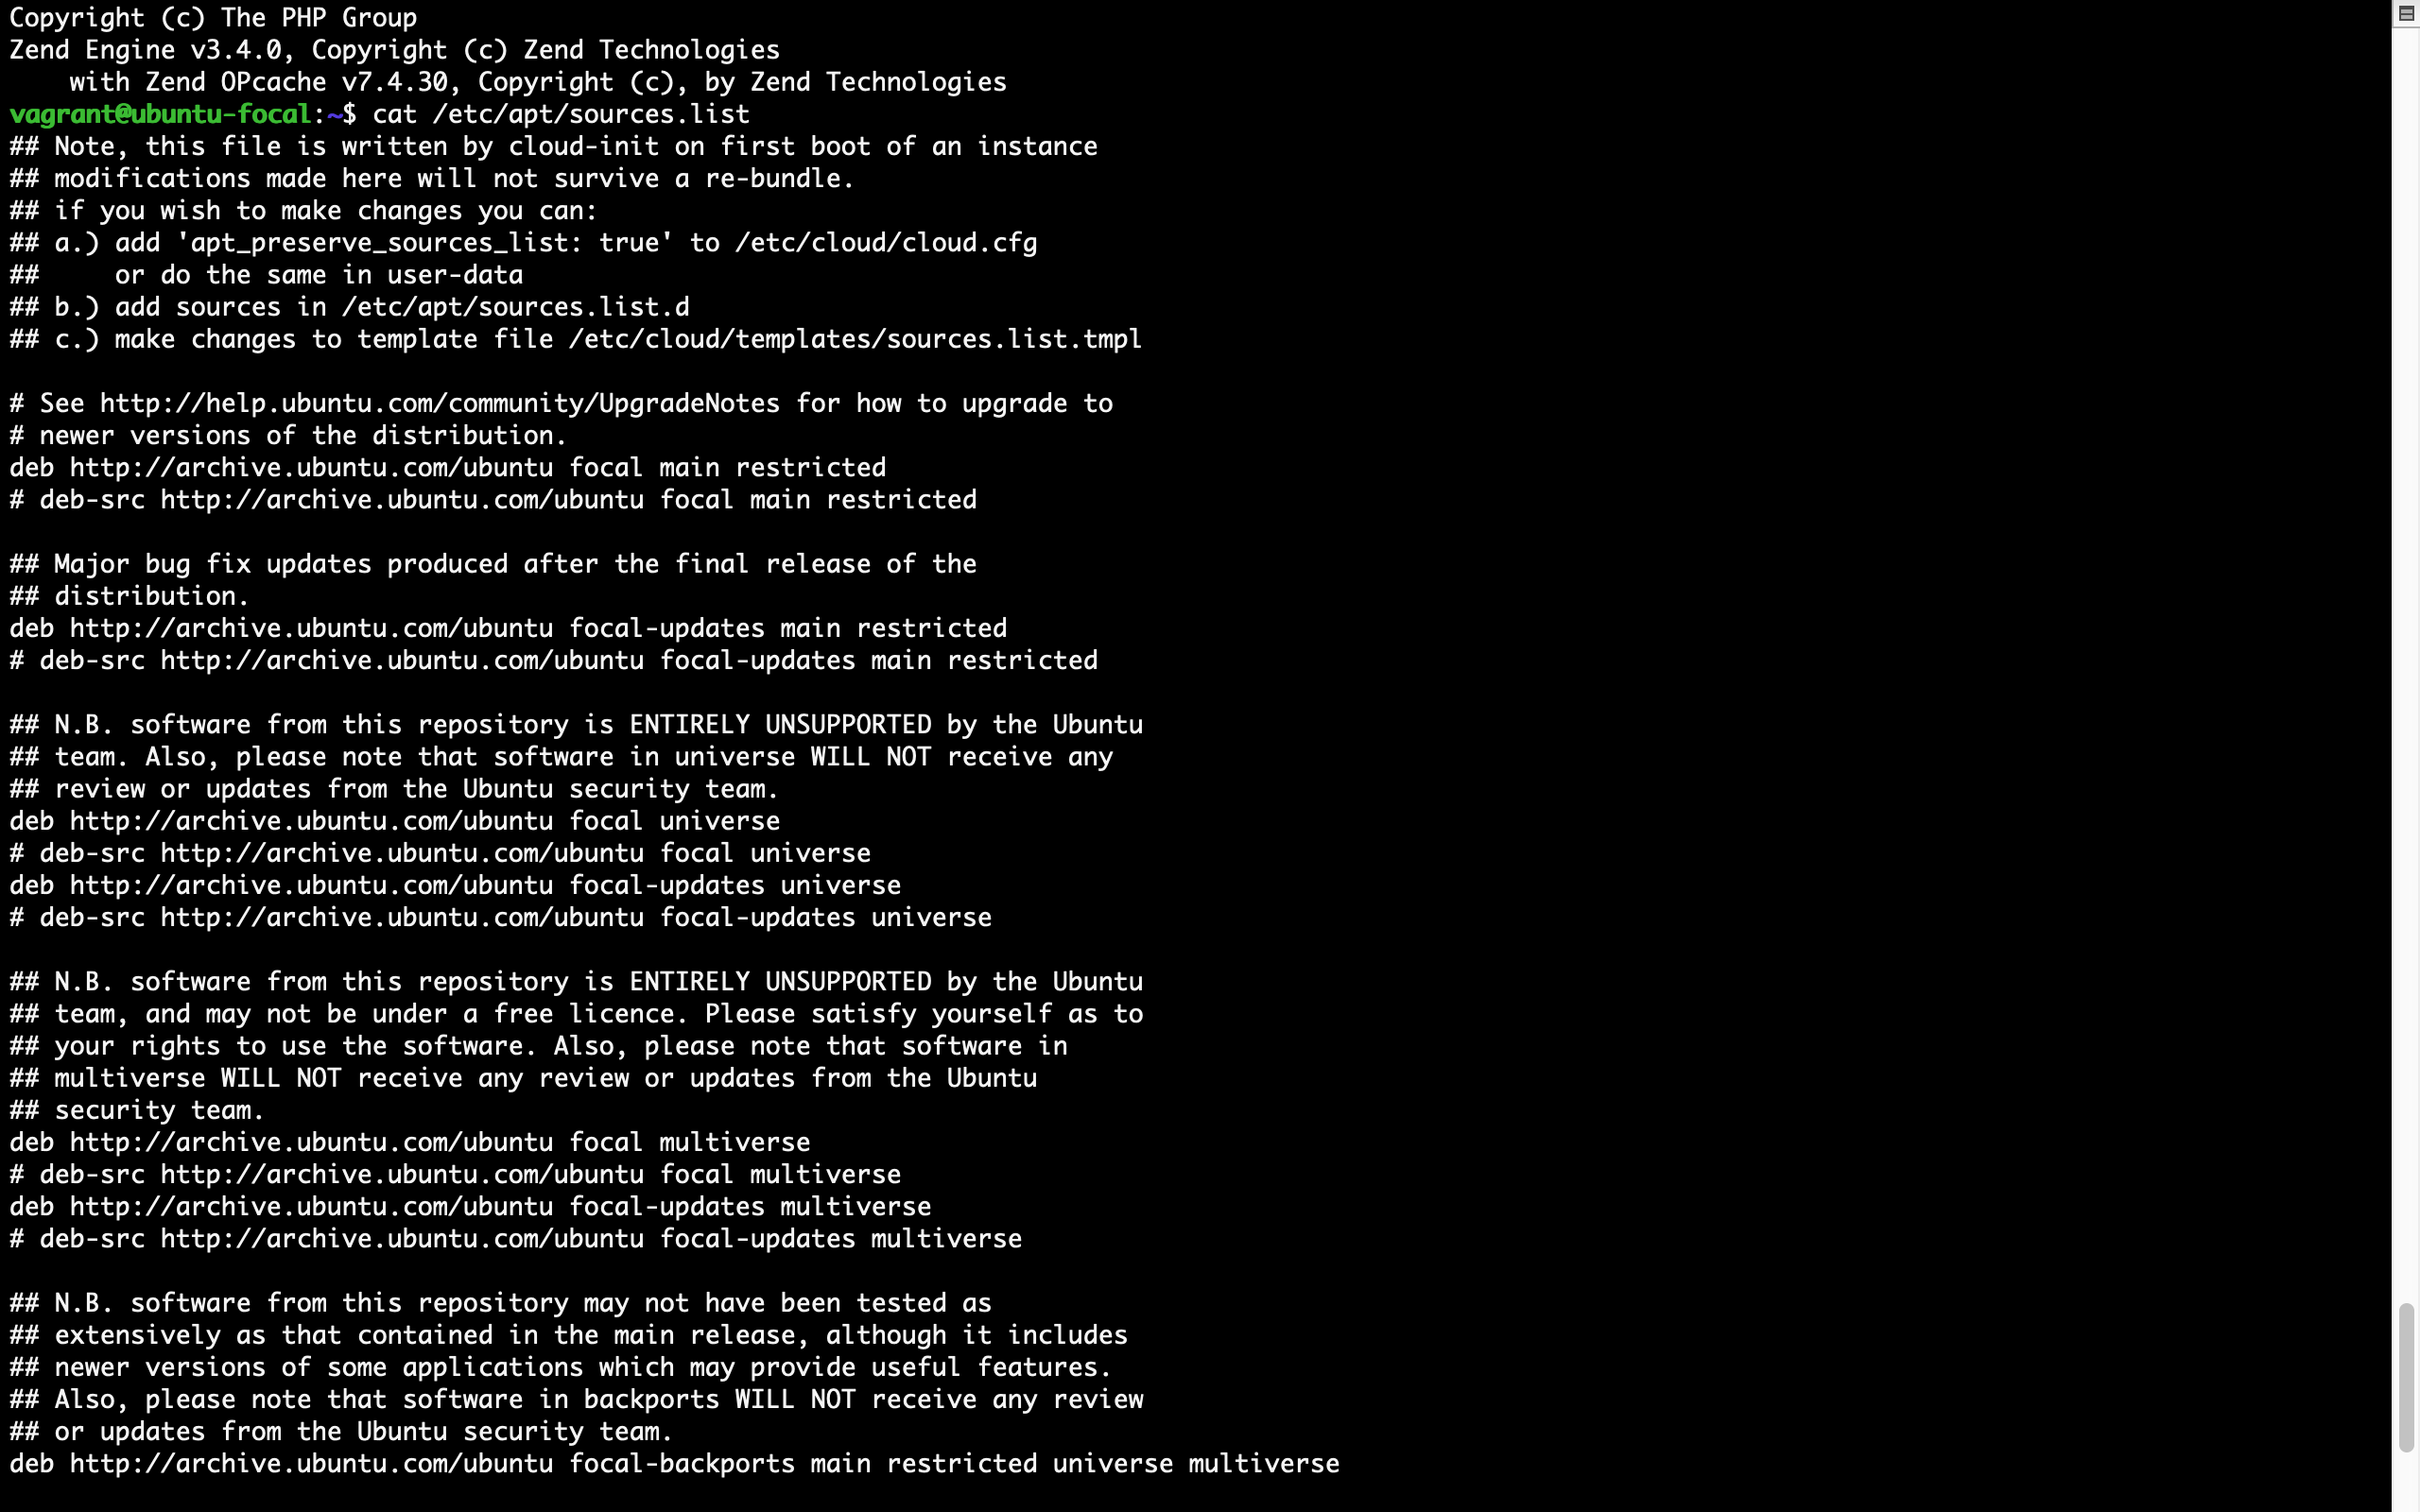 Copyright (c) The PHP Group
Zend Engine v3.4.0, Copyright (c) Zend Technologies
    with Zend OPcache v7.4.30, Copyright (c), by Zend Technologies
vagrant@ubuntu-focal:~$ cat /etc/apt/sources.list
## Note, this file is written by cloud-init on first boot of an instance
## modifications made here will not survive a re-bundle.
## if you wish to make changes you can:
## a.) add 'apt_preserve_sources_list: true' to /etc/cloud/cloud.cfg
##     or do the same in user-data
## b.) add sources in /etc/apt/sources.list.d
## c.) make changes to template file /etc/cloud/templates/sources.list.tmpl

# See http://help.ubuntu.com/community/UpgradeNotes for how to upgrade to
# newer versions of the distribution.
deb http://archive.ubuntu.com/ubuntu focal main restricted
# deb-src http://archive.ubuntu.com/ubuntu focal main restricted

## Major bug fix updates produced after the final release of the
## distribution.
deb http://archive.ubuntu.com/ubuntu focal-updates main restricted
# deb-src http://archive.ubuntu.com/ubuntu focal-updates main restricted

## N.B. software from this repository is ENTIRELY UNSUPPORTED by the Ubuntu
## team. Also, please note that software in universe WILL NOT receive any
## review or updates from the Ubuntu security team.
deb http://archive.ubuntu.com/ubuntu focal universe
# deb-src http://archive.ubuntu.com/ubuntu focal universe
deb http://archive.ubuntu.com/ubuntu focal-updates universe
# deb-src http://archive.ubuntu.com/ubuntu focal-updates universe

## N.B. software from this repository is ENTIRELY UNSUPPORTED by the Ubuntu
## team, and may not be under a free licence. Please satisfy yourself as to
## your rights to use the software. Also, please note that software in
## multiverse WILL NOT receive any review or updates from the Ubuntu
## security team.
deb http://archive.ubuntu.com/ubuntu focal multiverse
# deb-src http://archive.ubuntu.com/ubuntu focal multiverse
deb http://archive.ubuntu.com/ubuntu focal-updates multiverse
# deb-src http://archive.ubuntu.com/ubuntu focal-updates multiverse

## N.B. software from this repository may not have been tested as
## extensively as that contained in the main release, although it includes
## newer versions of some applications which may provide useful features.
## Also, please note that software in backports WILL NOT receive any review
## or updates from the Ubuntu security team.
deb http://archive.ubuntu.com/ubuntu focal-backports main restricted universe multiverse